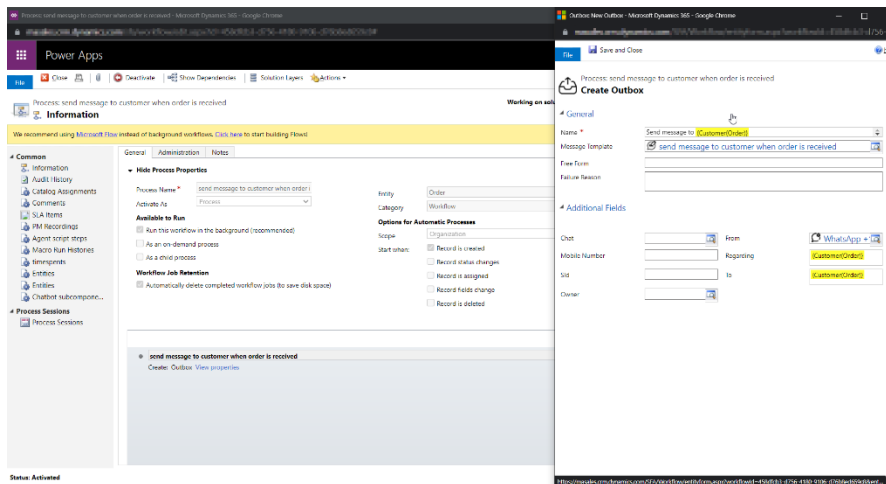 Process: send message to customer when order is received - Microsoft Dynamics 365 - Google Chrome
Power Apps
File
Close
Deactivate
Show Dependencies
Solution Layers
Actions
Process: send message to customer when order is received
Information
Working on solu
We recommend using Microsoft Flow instead of background workflows. Click here to start building Flows!
Common
Information
Audit History
Catalog Assignments
Comments
SLA Items
PM Recordings
Agent script steps
Macro Run Histories
timespents
Entities
Entities
Chatbot subcompone...
Process Sessions
Process Sessions
General Administration Notes
Hide Process Properties
Process Name * send message to customer when order i
Activate As Process
Available to Run
Run this workflow in the background (recommended)
As an on-demand process
As a child process
Workflow Job Retention
Automatically delete completed workflow jobs (to save disk space)
Entity Order
Category Workflow
Options for Automatic Processes
Scope Organization
Start when: Record is created
Record status changes
Record is assigned
Record fields change
Record is deleted
send message to customer when order is received
Create: Outbox View properties
Status: Activated
Outbox: New Outbox - Microsoft Dynamics 365 - Google Chrome
File
Save and Close
Process: send message to customer when order is received
Create Outbox
General
Name * Send message to {Customer(Order)}
Message Template send message to customer when order is received
Free Form
Failure Reason
Additional Fields
Chat From WhatsApp +
Mobile Number Regarding {Customer(Order)}
Sid To {Customer(Order)}
Owner